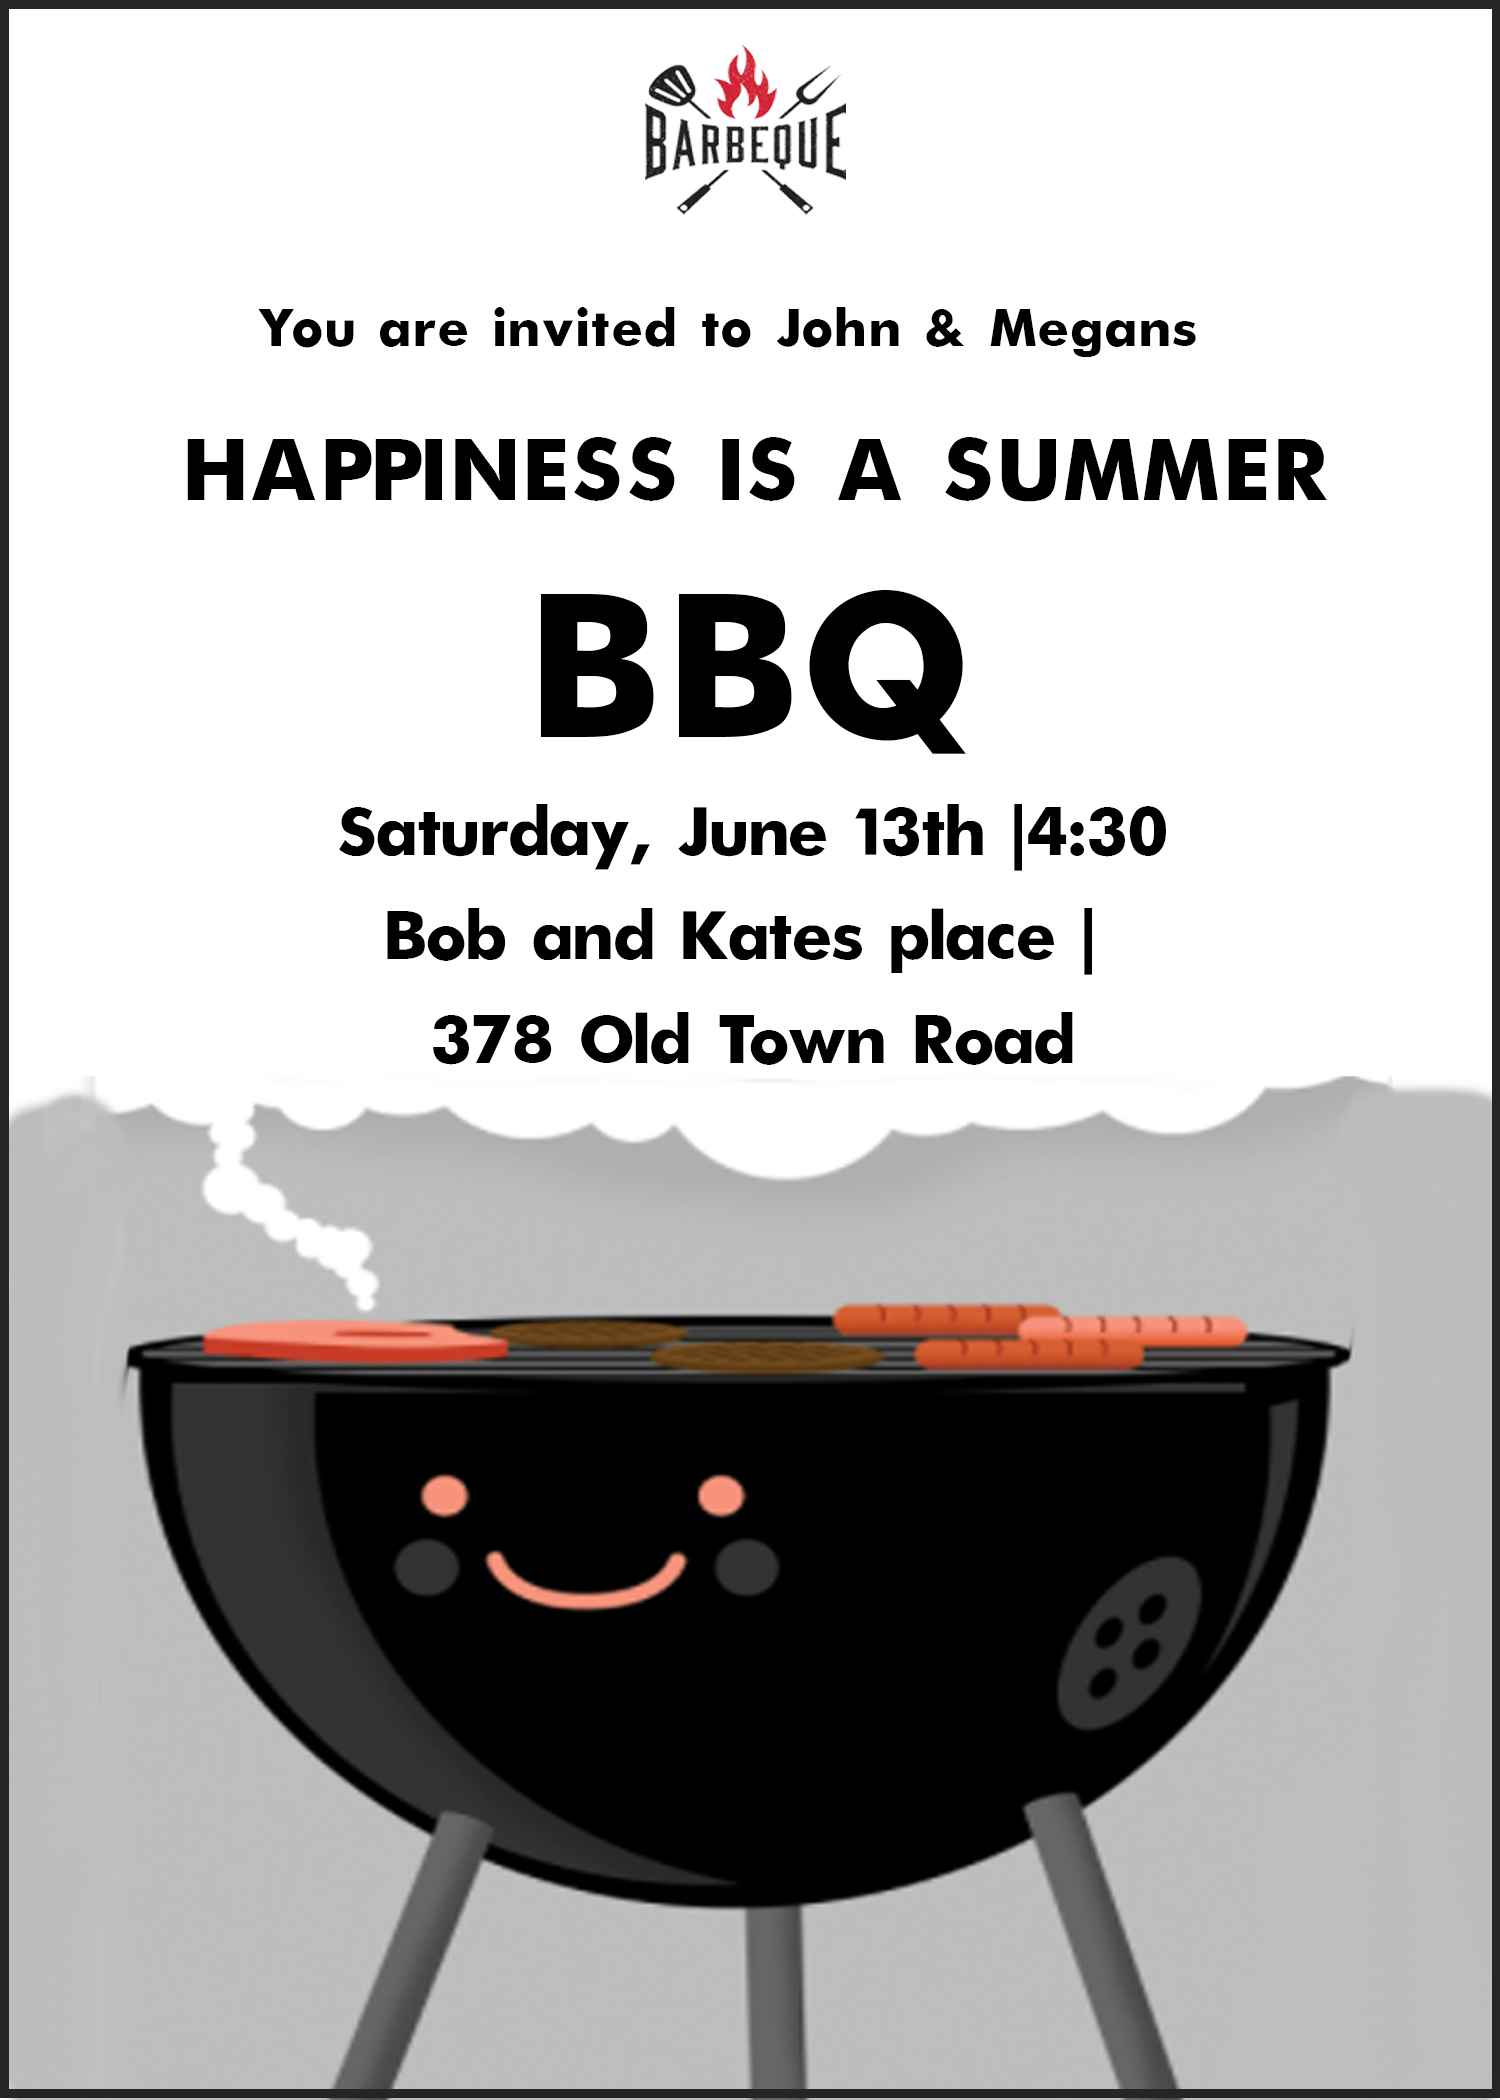 BARBEQUE
You are invited to John & Megans
HAPPINESS IS A SUMMER
BBQ
Saturday, June 13th |4:30
Bob and Kates place |
378 Old Town Road